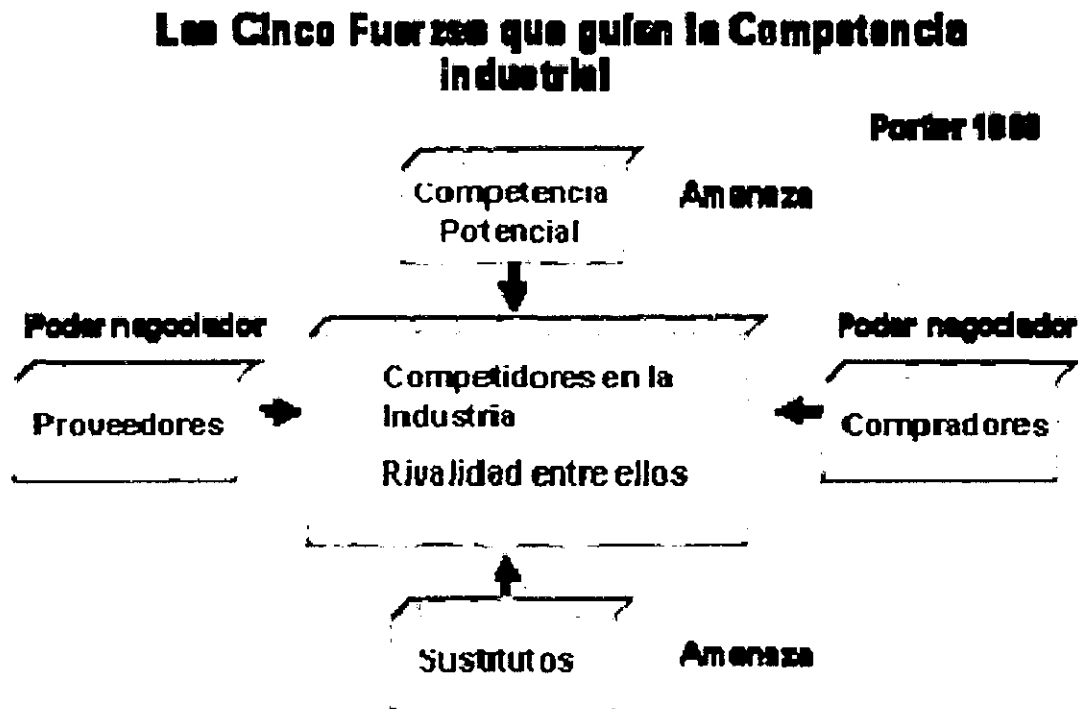 Las Cinco Fuerzas que guían la Competencia
industrial
Porter
Competencia
Potencial
Amenaza
Poder negociador
Poder negociador
Proveedores
Competidores en la
Industria
Rivalidad entre ellos
Compradores
Sustitutos
Amenaza